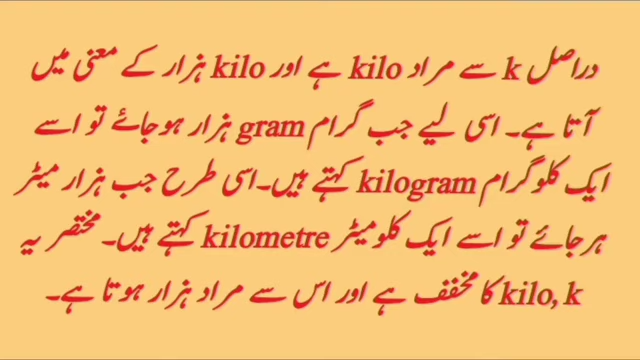 دراصل k سے مراد kilo ہے اور kilo ہزار کے معنی میں
آتا ہے۔ اسی لیے جب گرام gram ہزار ہوجائے تو اسے
ایک کلوگرام kilogram کہتے ہیں۔اسی طرح جب ہزار میٹر
ہرجائے تو اسے ایک کلومیٹر kilometre کہتے ہیں۔ مختصر یہ
kilo, k کا مخفف ہے اور اس سے مراد ہزار ہوتا ہے۔